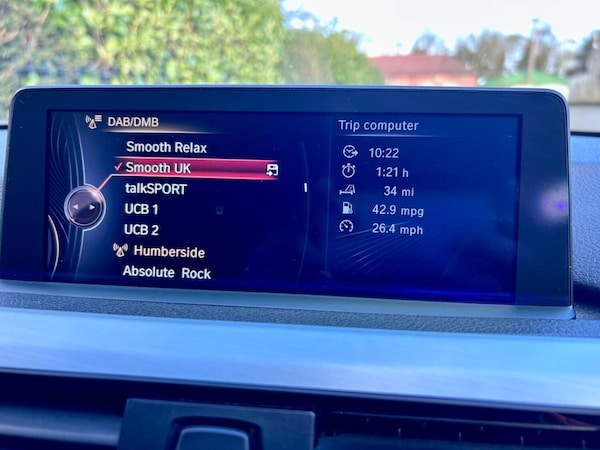 DAB/DMB
Smooth Relax
Smooth UK
talkSPORT
UCB 1
UCB 2
Humberside
Absolute Rock
Trip computer
10:22
1:21 h
34 mi
42.9 mpg
26.4 mph